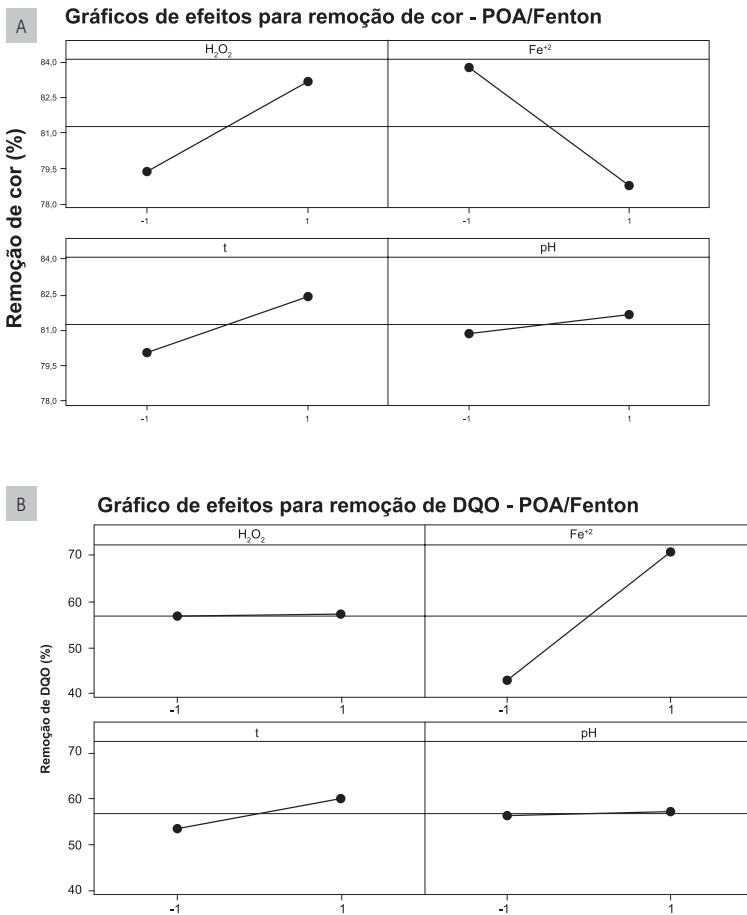 A
Gráficos de efeitos para remoção de cor - POA/Fenton
H₂O₂ Fe⁺²
Remoção de cor (%)
84,0
82,5
81,0
79,5
78,0
-1 1 -1 1
t pH
84,0
82,5
81,0
79,5
78,0
-1 1 -1 1
B
Gráfico de efeitos para remoção de DQO - POA/Fenton
H₂O₂ Fe⁺²
Remoção de DQO (%)
70
60
50
40
-1 1 -1 1
t pH
70
60
50
40
-1 1 -1 1